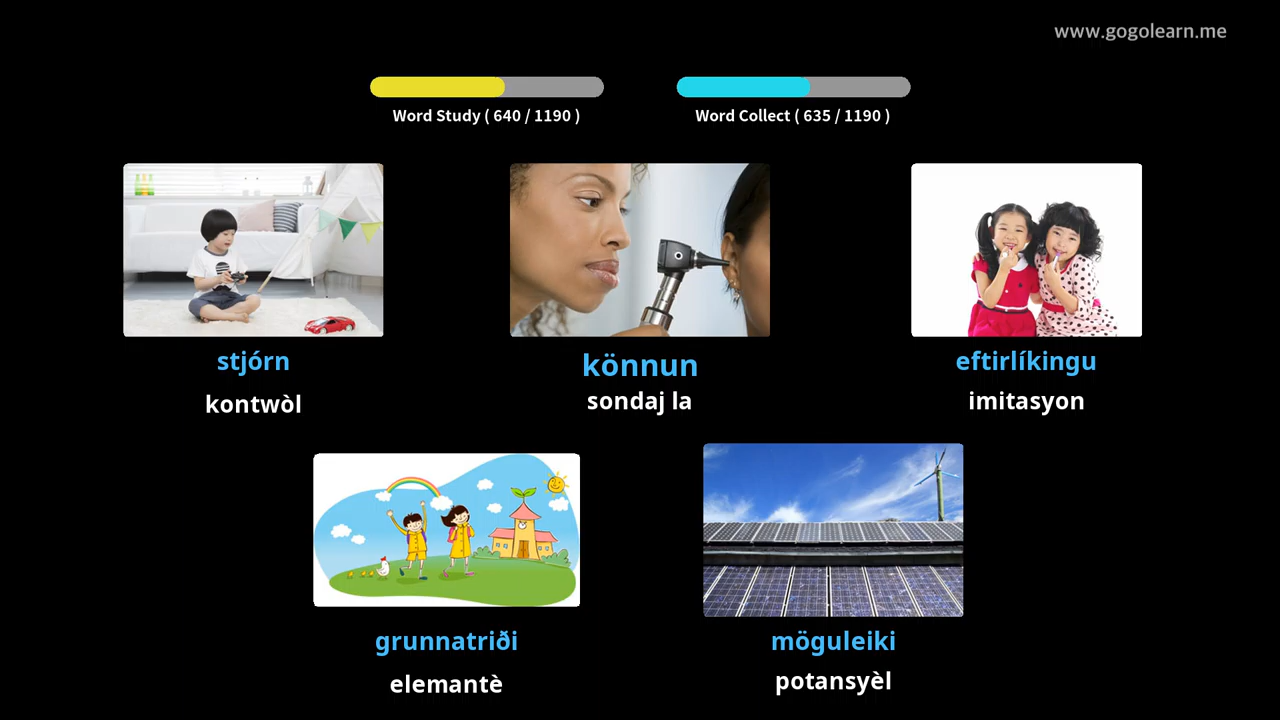 www.gogolearn.me
Word Study ( 640 / 1190 )
Word Collect ( 635 / 1190 )
stjórn
kontwòl
könnun
sondaj la
eftirlíkingu
imitasyon
grunnatriði
elemantè
möguleiki
potansyèl